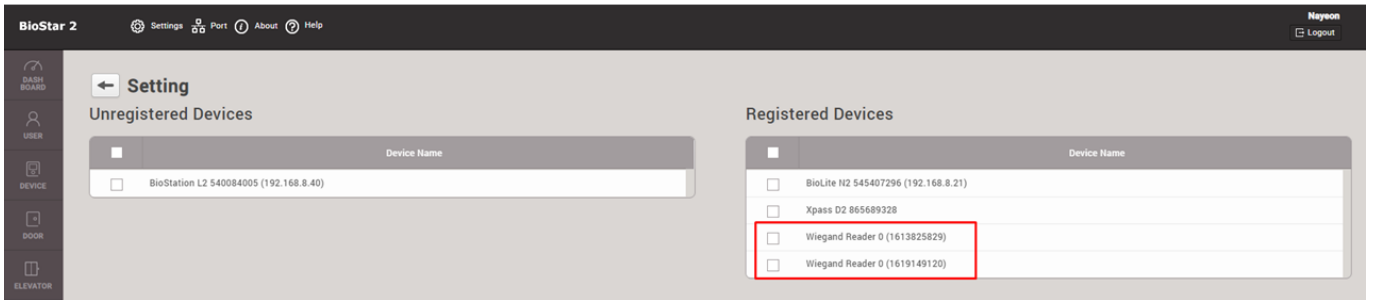 BioStar 2
Settings
Port
About
Help
Nayeon
Logout
DASH
BOARD
USER
DEVICE
DOOR
ELEVATOR
Setting
Unregistered Devices
Device Name
BioStation L2 540084005 (192.168.8.40)
Registered Devices
Device Name
BioLite N2 545407296 (192.168.8.21)
Xpass D2 865689328
Wiegand Reader 0 (1613825829)
Wiegand Reader 0 (1619149120)